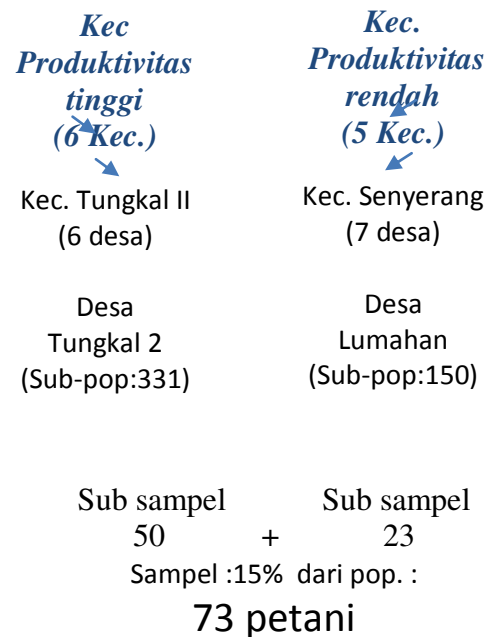 Kec
Produktivitas
tinggi
(6 Kec.)
Kec.
Produktivitas
rendah
(5 Kec.)
Kec. Tungkal II
(6 desa)
Kec. Senyerang
(7 desa)
Desa
Tungkal 2
(Sub-pop:331)
Desa
Lumahan
(Sub-pop:150)
Sub sampel Sub sampel
50 + 23
Sampel :15% dari pop. :
73 petani